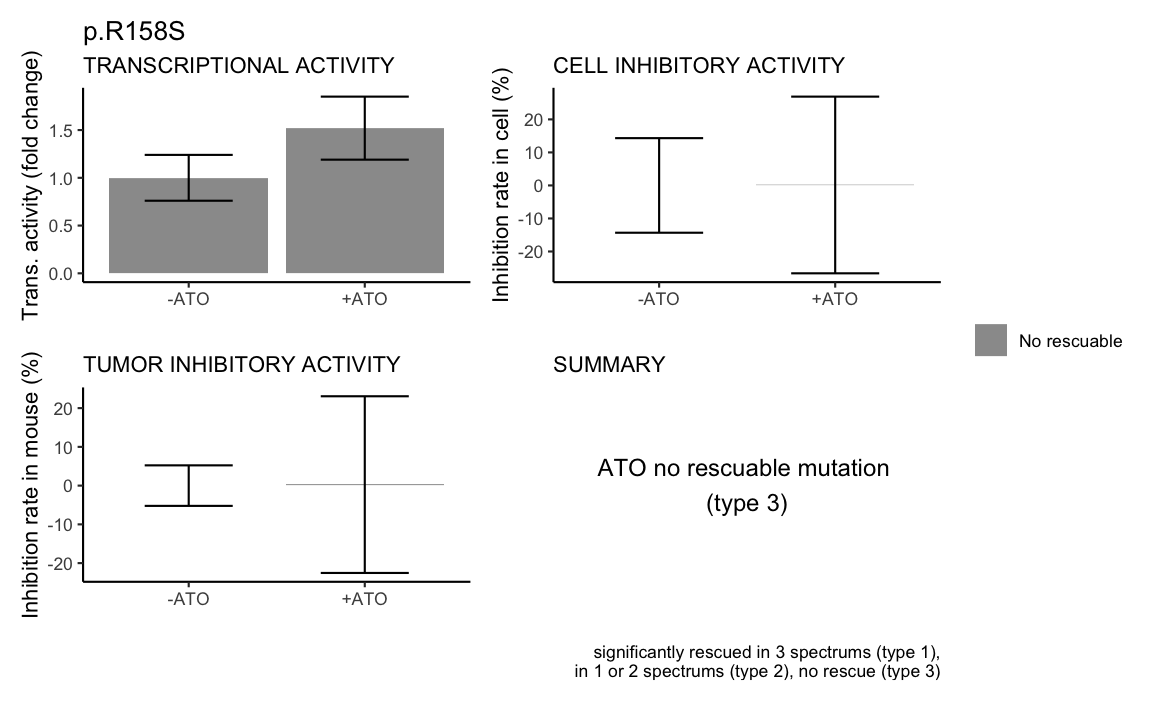 p.R158S
TRANSCRIPTIONAL ACTIVITY
Trans. activity (fold change)
1.5
1.0
0.5
0.0
-ATO
+ATO
CELL INHIBITORY ACTIVITY
Inhibition rate in cell (%)
20
10
0
-10
-20
-ATO
+ATO
No rescuable
TUMOR INHIBITORY ACTIVITY
Inhibition rate in mouse (%)
20
10
0
-10
-20
-ATO
+ATO
SUMMARY
ATO no rescuable mutation
(type 3)
significantly rescued in 3 spectrums (type 1),
in 1 or 2 spectrums (type 2), no rescue (type 3)